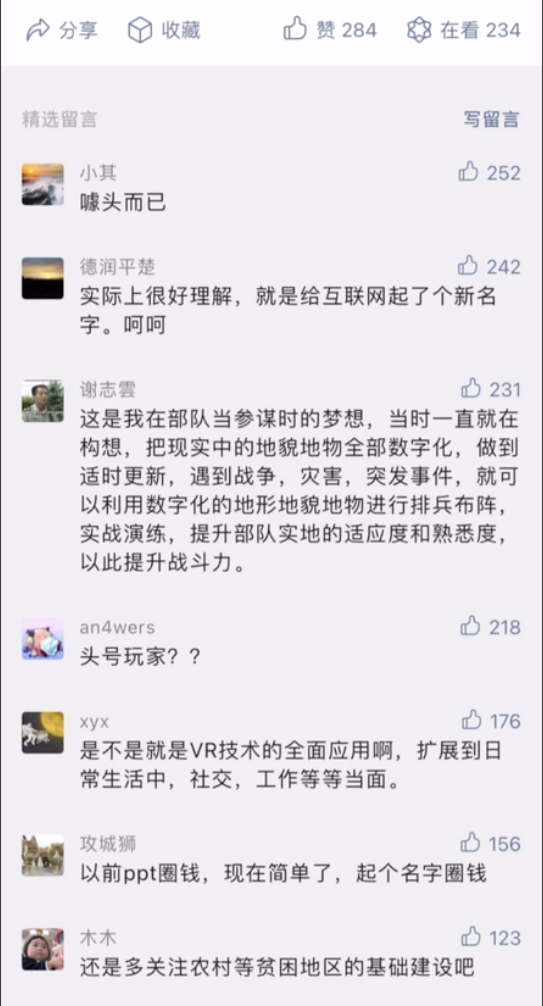 分享 收藏 赞 284 在看 234
精选留言 写留言
小其 252
噱头而已
德润平楚 242
实际上很好理解，就是给互联网起了个新名
字。呵呵
谢志雲 231
这是我在部队当参谋时的梦想，当时一直就在
构想，把现实中的地貌地物全部数字化，做到
适时更新，遇到战争，灾害，突发事件，就可
以利用数字化的地形地貌地物进行排兵布阵，
实战演练，提升部队实地的适应度和熟悉度，
以此提升战斗力。
an4wers 218
头号玩家？？
xyx 176
是不是就是VR技术的全面应用啊，扩展到日
常生活中，社交，工作等等当面。
攻城狮 156
以前ppt圈钱，现在简单了，起个名字圈钱
木木 123
还是多关注农村等贫困地区的基础建设吧